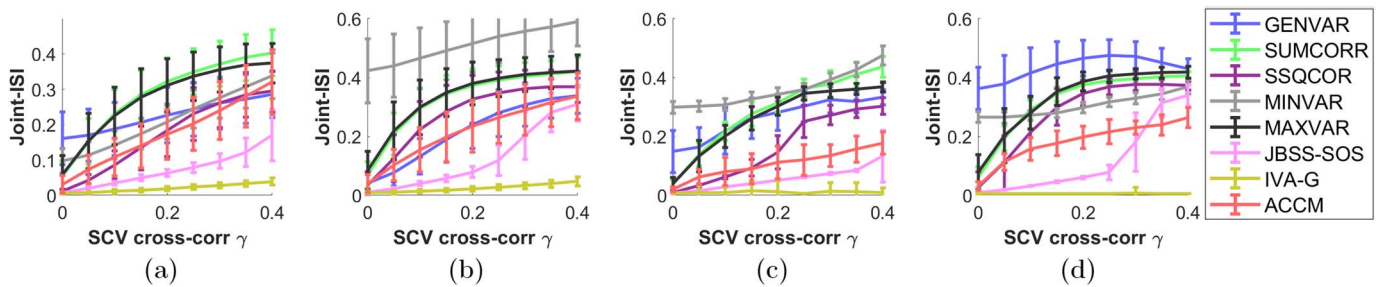 Joint-ISI
0.4
0.3
0.2
0.1
0
0
0.2
0.4
SCV cross-corr γ
(a)
Joint-ISI
0.6
0.4
0.2
0
0
0.2
0.4
SCV cross-corr γ
(b)
Joint-ISI
0.6
0.4
0.2
0
0
0.2
0.4
SCV cross-corr γ
(c)
Joint-ISI
0.6
0.4
0.2
0
0
0.2
0.4
SCV cross-corr γ
(d)
GENVAR
SUMCORR
SSQCOR
MINVAR
MAXVAR
JBSS-SOS
IVA-G
ACCM